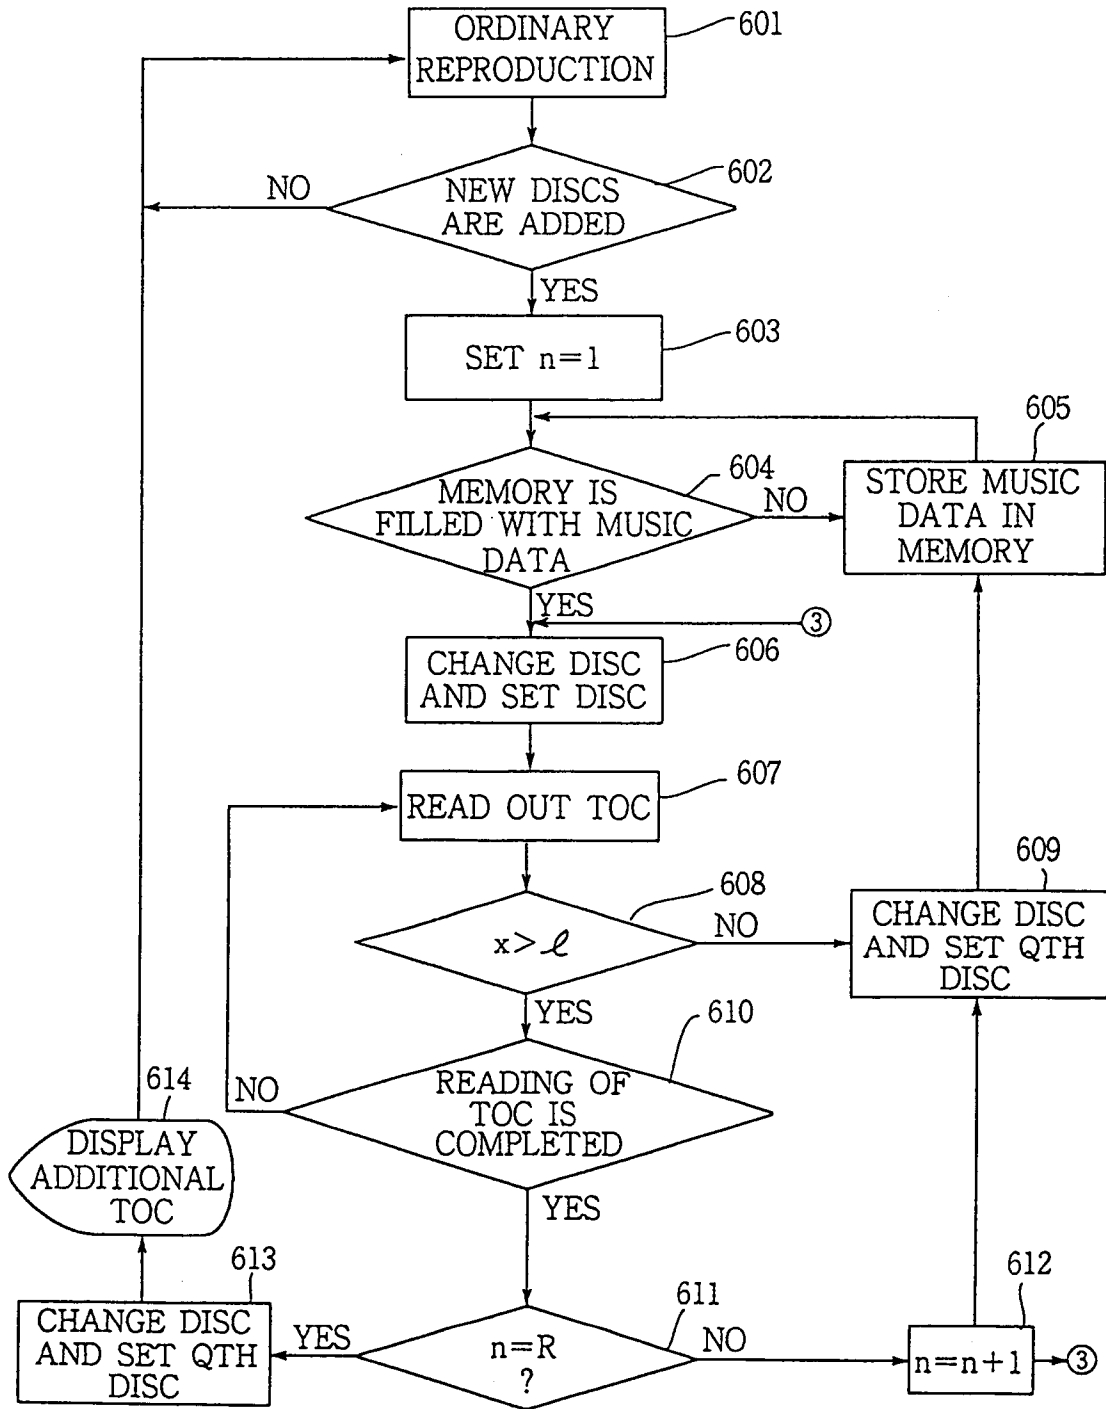 ORDINARY
REPRODUCTION
601
NEW DISCS
ARE ADDED
602
NO
YES
SET n=1
603
MEMORY IS
FILLED WITH MUSIC
DATA
604
NO
YES
605
STORE MUSIC
DATA IN
MEMORY
3
CHANGE DISC
AND SET DISC
606
READ OUT TOC
607
x>ℓ
608
NO
YES
609
CHANGE DISC
AND SET QTH
DISC
READING OF
TOC IS
COMPLETED
610
NO
YES
614
DISPLAY
ADDITIONAL
TOC
613
CHANGE DISC
AND SET QTH
DISC
YES
n=R
?
611
NO
612
n=n+1
3